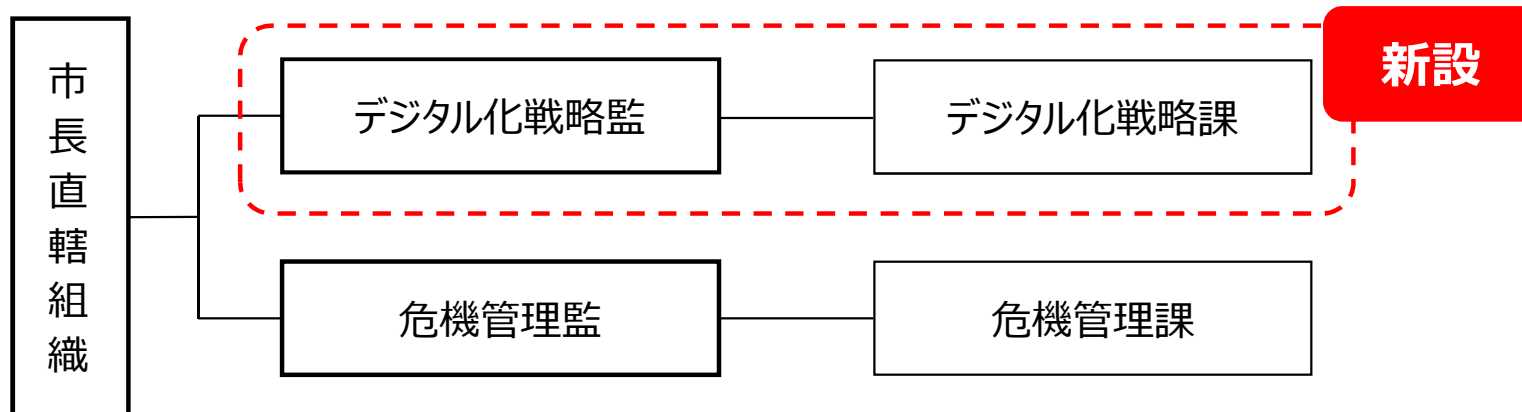 市長直轄組織
新設
デジタル化戦略監
デジタル化戦略課
危機管理監
危機管理課